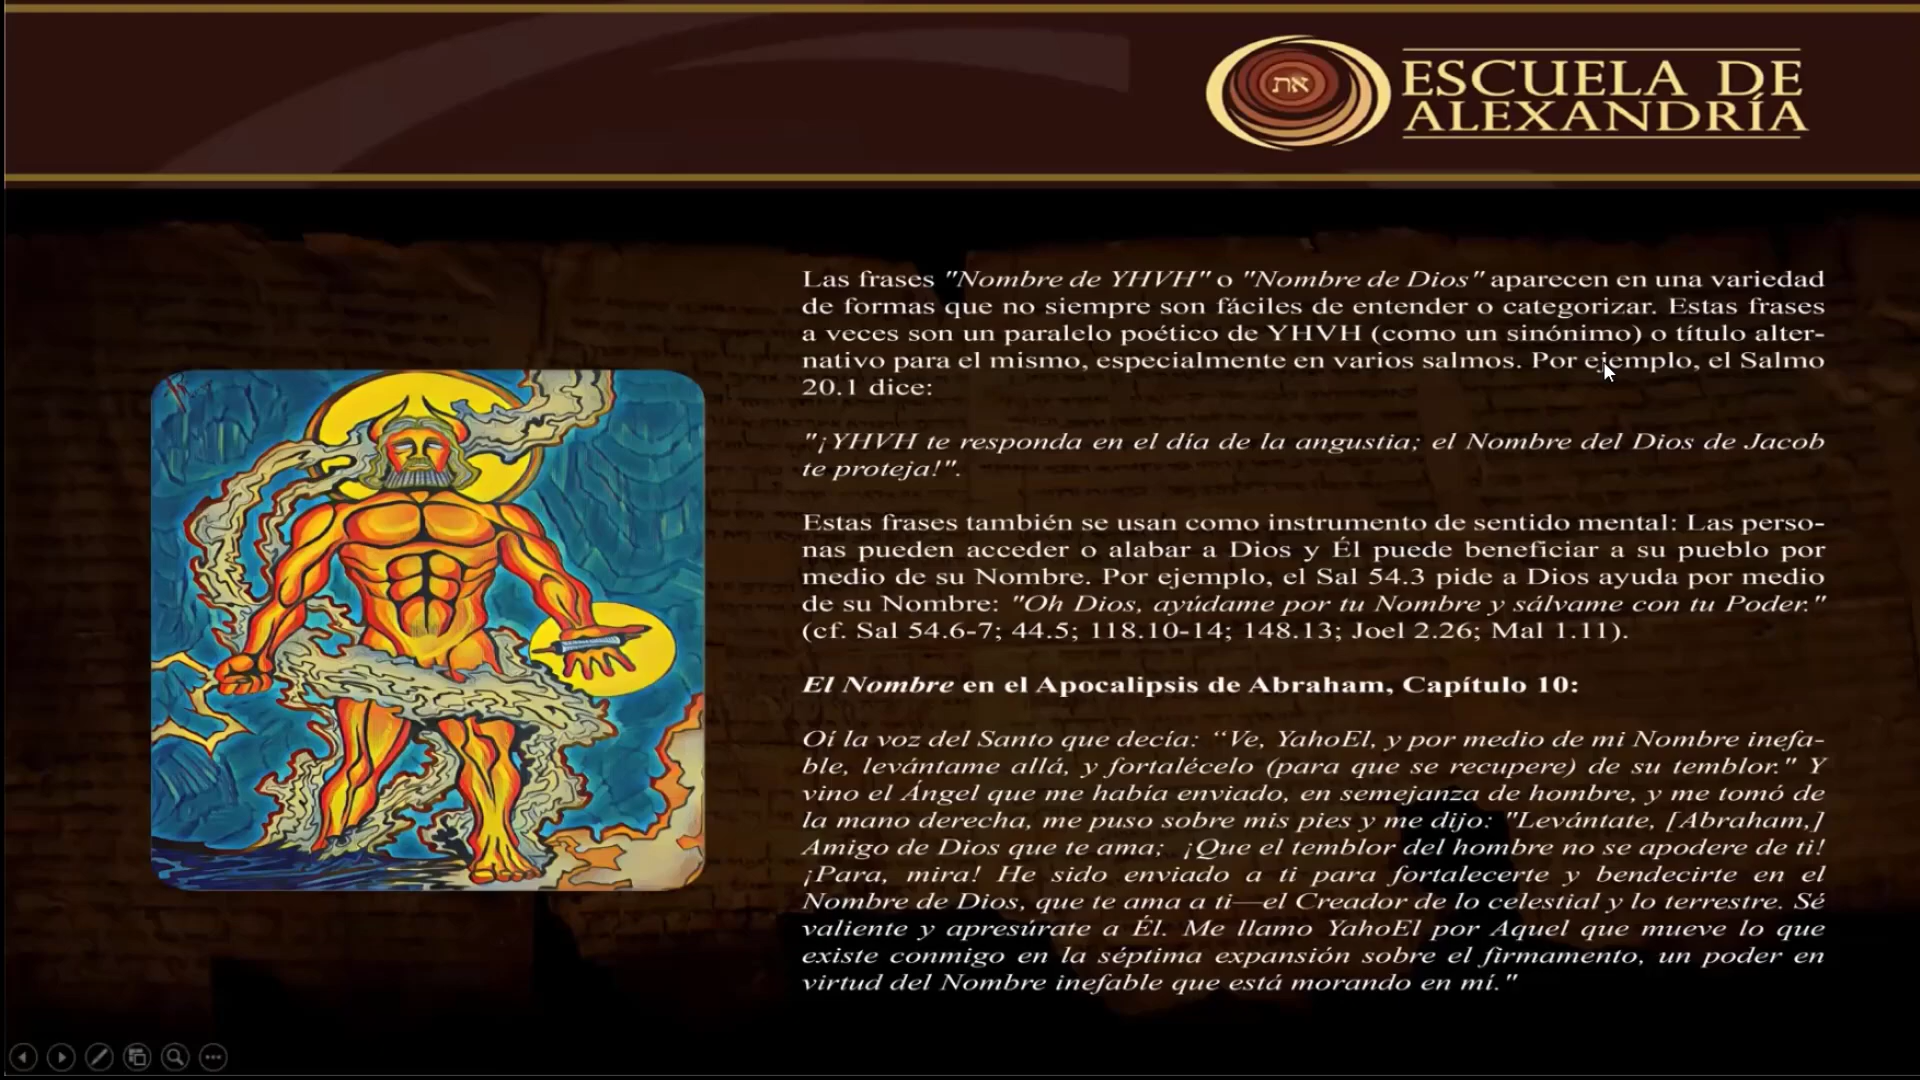 את
ESCUELA DE
ALEXANDRÍA
Las frases "Nombre de YHVH" o "Nombre de Dios" aparecen en una variedad
de formas que no siempre son fáciles de entender o categorizar. Estas frases
a veces son un paralelo poético de YHVH (como un sinónimo) o título alter-
nativo para el mismo, especialmente en varios salmos. Por ejemplo, el Salmo
20.1 dice:
"¡YHVH te responda en el día de la angustia; el Nombre del Dios de Jacob
te proteja!".
Estas frases también se usan como instrumento de sentido mental: Las perso-
nas pueden acceder o alabar a Dios y Él puede beneficiar a su pueblo por
medio de su Nombre. Por ejemplo, el Sal 54.3 pide a Dios ayuda por medio
de su Nombre: "Oh Dios, ayúdame por tu Nombre y sálvame con tu Poder."
(cf. Sal 54.6-7; 44.5; 118.10-14; 148.13; Joel 2.26; Mal 1.11).
El Nombre en el Apocalipsis de Abraham, Capítulo 10:
Oí la voz del Santo que decía: “Ve, YahoEl, y por medio de mi Nombre inefa-
ble, levántame allá, y fortalécelo (para que se recupere) de su temblor." Y
vino el Ángel que me había enviado, en semejanza de hombre, y me tomó de
la mano derecha, me puso sobre mis pies y me dijo: "Levántate, [Abraham,]
Amigo de Dios que te ama; ¡Que el temblor del hombre no se apodere de ti!
¡Para, mira! He sido enviado a ti para fortalecerte y bendecirte en el
Nombre de Dios, que te ama a ti—el Creador de lo celestial y lo terrestre. Sé
valiente y apresúrate a Él. Me llamo YahoEl por Aquel que mueve lo que
existe conmigo en la séptima expansión sobre el firmamento, un poder en
virtud del Nombre inefable que está morando en mí."